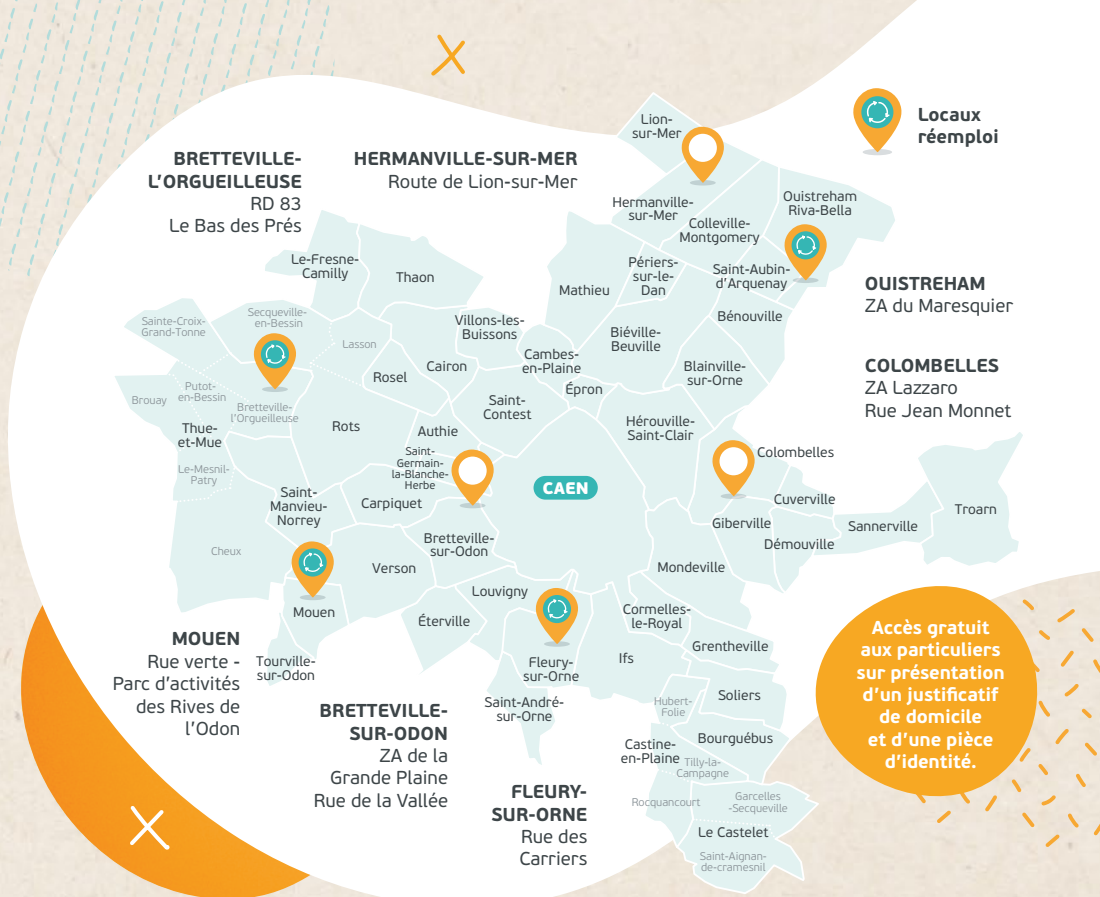 BRETTEVILLE-
L'ORGUEILLEUSE
RD 83
Le Bas des Prés
HERMANVILLE-SUR-MER
Route de Lion-sur-Mer
Locaux
réemploi
OUISTREHAM
ZA du Maresquier
COLOMBELLES
ZA Lazzaro
Rue Jean Monnet
Lion-
sur-Mer
Hermanville-
sur-Mer
Ouistreham
Riva-Bella
Colleville-
Montgomery
Périers-
sur-le-
Dan
Saint-Aubin-
d'Arquenay
Mathieu
Bénouville
Biéville-
Beuville
Blainville-
sur-Orne
Le-Fresne-
Camilly
Thaon
Villons-les-
Buissons
Cambes-
en-Plaine
Épron
Secqueville-
en-Bessin
Sainte-Croix-
Grand-Tonne
Lasson
Cairon
Rosel
Saint-
Contest
Hérouville-
Saint-Clair
Putot-
en-Bessin
Brouay
Bretteville-
l'Orgueilleuse
Thue-
et-Mue
Rots
Authie
Saint-
Germain-
la-Blanche-
Herbe
Le-Mesnil-
Patry
CAEN
Colombelles
Cuverville
Saint-
Manvieu-
Norrey
Carpiquet
Giberville
Démouville
Sannerville
Troarn
Cheux
Bretteville-
sur-Odon
Verson
Mondeville
Louvigny
Mouen
Éterville
Cormelles-
le-Royal
Grentheville
Tourville-
sur-Odon
Fleury-
sur-Orne
Ifs
Saint-André-
sur-Orne
Hubert-
Folie
Soliers
Bourguébus
Castine-
en-Plaine
Tilly-la-
Campagne
Rocquancourt
Garcelles
-Secqueville
Le Castelet
Saint-Aignan-
de-cramesnil
MOUEN
Rue verte -
Parc d'activités
des Rives de
l'Odon
BRETTEVILLE-
SUR-ODON
ZA de la
Grande Plaine
Rue de la Vallée
FLEURY-
SUR-ORNE
Rue des
Carriers
Accès gratuit
aux particuliers
sur présentation
d'un justificatif
de domicile
et d'une pièce
d'identité.